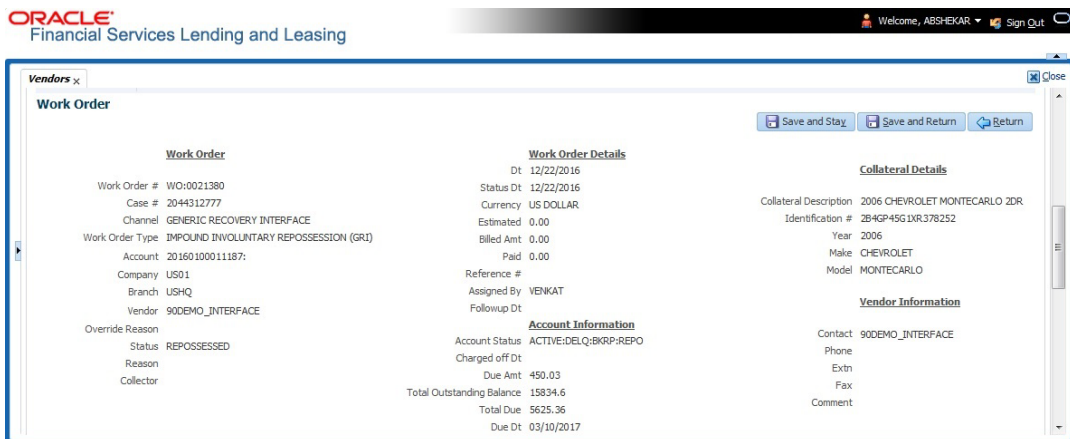 ORACLE
Financial Services Lending and Leasing
Welcome, ABSHEKAR
Sign Out
Vendors x
Close
Work Order
Save and Stay
Save and Return
Return
Work Order
Work Order # WO:0021380
Case # 2044312777
Channel GENERIC RECOVERY INTERFACE
Work Order Type IMPOUND INVOLUNTARY REPOSSESSION (GRI)
Account 20160100011187:
Company US01
Branch USHQ
Vendor 90DEMO_INTERFACE
Override Reason
Status REPOSSESSED
Reason
Collector
Work Order Details
Dt 12/22/2016
Status Dt 12/22/2016
Currency US DOLLAR
Estimated 0.00
Billed Amt 0.00
Paid 0.00
Reference #
Assigned By VENKAT
Followup Dt
Account Information
Account Status ACTIVE:DELQ:BKRP:REPO
Charged off Dt
Due Amt 450.03
Total Outstanding Balance 15834.6
Total Due 5625.36
Due Dt 03/10/2017
Collateral Details
Collateral Description 2006 CHEVROLET MONTECARLO 2DR
Identification # 2B4GP45G1XR378252
Year 2006
Make CHEVROLET
Model MONTECARLO
Vendor Information
Contact 90DEMO_INTERFACE
Phone
Extn
Fax
Comment